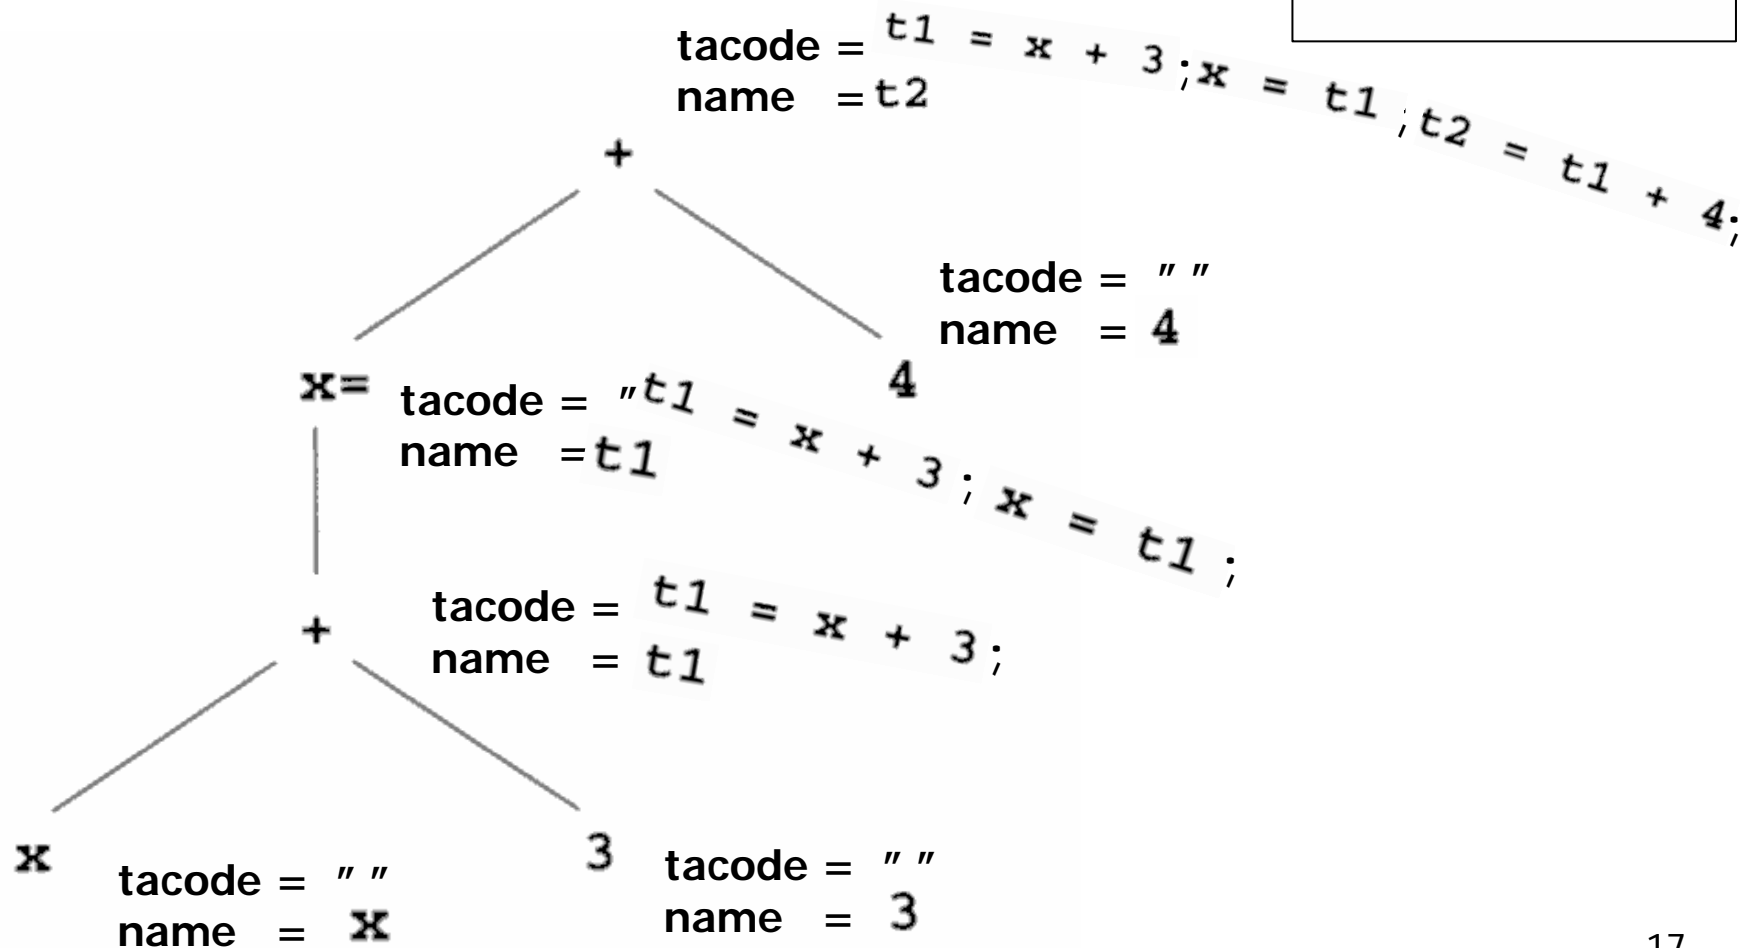 tacode = t1 = x + 3 ;x = t1 ;t2 = t1 + 4;
name = t2
+
tacode = " "
name = 4
x=
4
tacode = "t1 = x + 3 ; x = t1 ;
name = t1
+
tacode = t1 = x + 3;
name = t1
x
3
tacode = " "
name = x
tacode = " "
name = 3
17